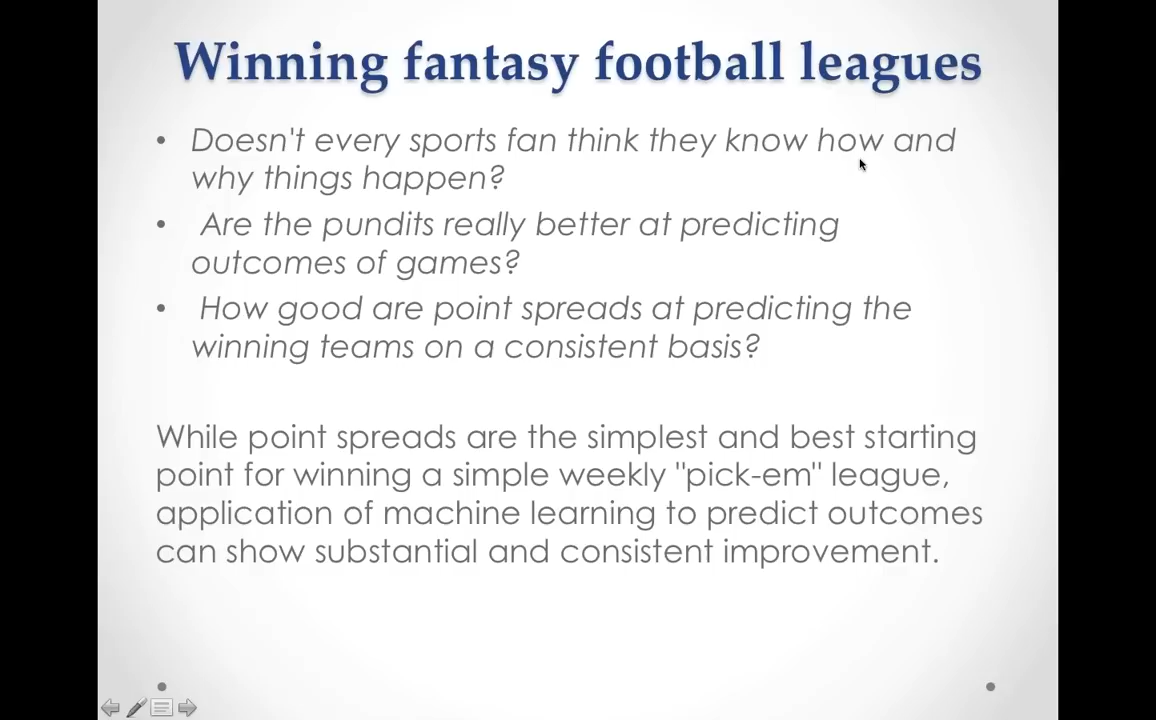 Winning fantasy football leagues
• Doesn't every sports fan think they know how and
why things happen?
• Are the pundits really better at predicting
outcomes of games?
• How good are point spreads at predicting the
winning teams on a consistent basis?
While point spreads are the simplest and best starting
point for winning a simple weekly "pick-em" league,
application of machine learning to predict outcomes
can show substantial and consistent improvement.